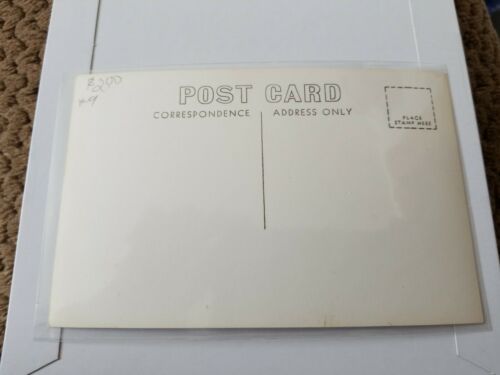 POST CARD
CORRESPONDENCE
ADDRESS ONLY
PLACE
STAMP HERE